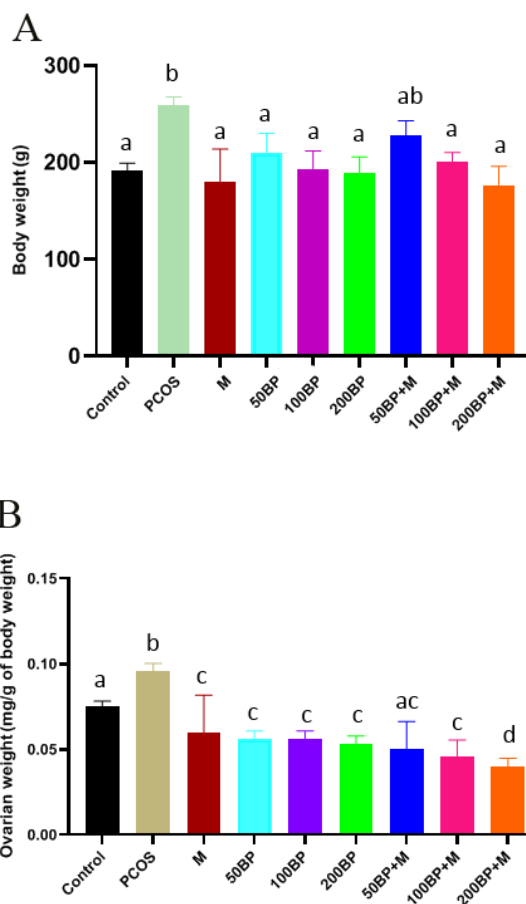 A
Body weight (g)
300
200
100
0
a
b
a
a
a
a
ab
a
a
Control
PCOS
M
50BP
100BP
200BP
50BP+M
100BP+M
200BP+M
B
Ovarian weight (mg/g of body weight)
0.15
0.10
0.05
0.00
a
b
c
c
c
c
ac
c
d
Control
PCOS
M
50BP
100BP
200BP
50BP+M
100BP+M
200BP+M